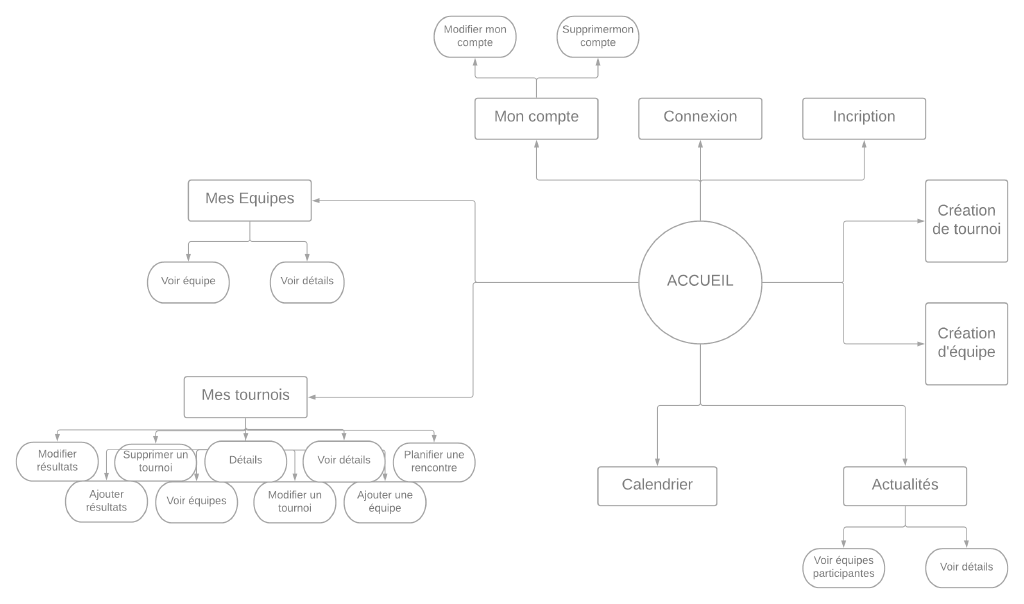 Modifier mon
compte
Supprimermon
compte
Mon compte
Connexion
Incription
Mes Equipes
Voir équipe
Voir détails
ACCUEIL
Création
de tournoi
Création
d'équipe
Mes tournois
Modifier
résultats
Supprimer un
tournoi
Détails
Voir détails
Planifier une
rencontre
Ajouter
résultats
Voir équipes
Modifier un
tournoi
Ajouter une
équipe
Calendrier
Actualités
Voir équipes
participantes
Voir détails